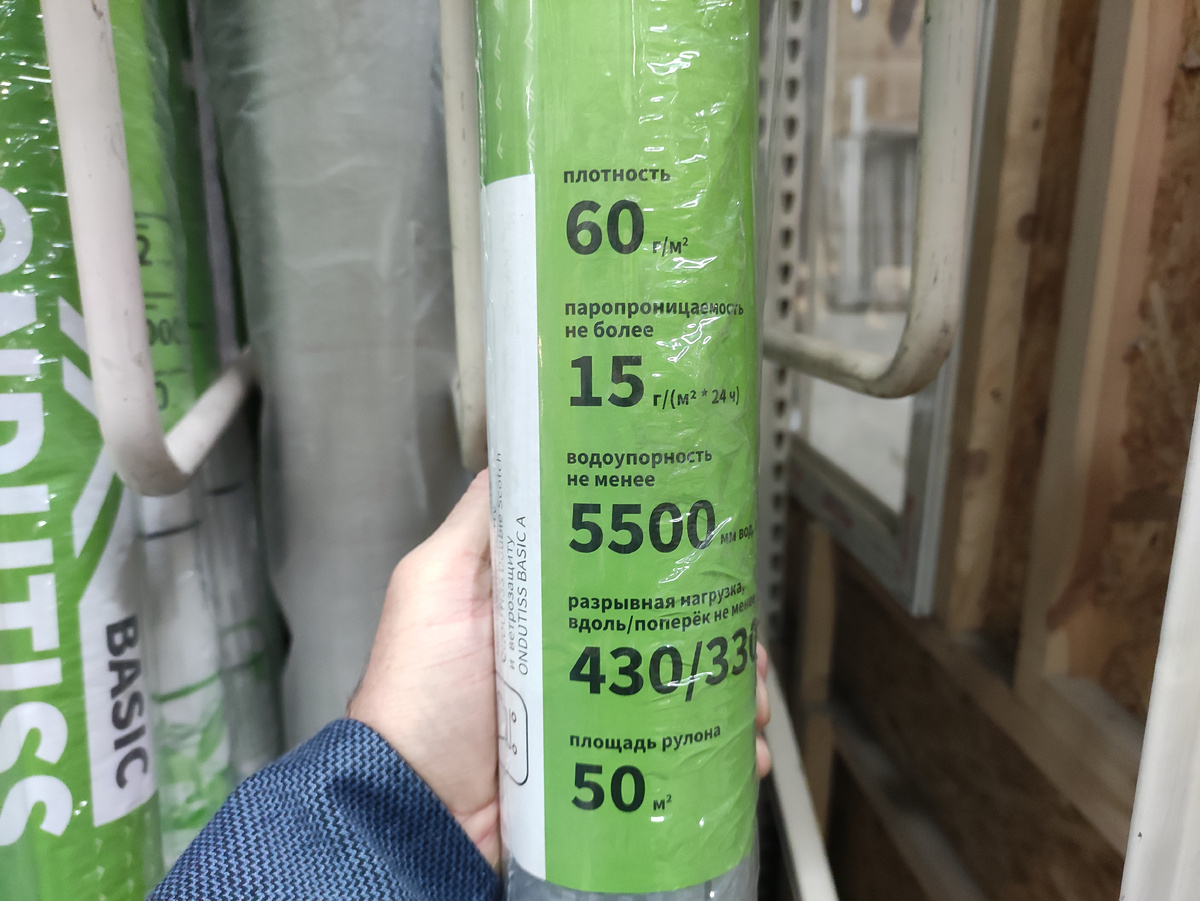 плотность
60 г/м²
паропроницаемость
не более
15 г/(м² * 24 ч)
водоупорность
не менее
5500 мм вод.
разрывная нагрузка,
вдоль/поперёк не менее
430/330
площадь рулона
50 м²
и ветрозащиту
ONDUTISS BASIC A
ONDUTISS
BASIC